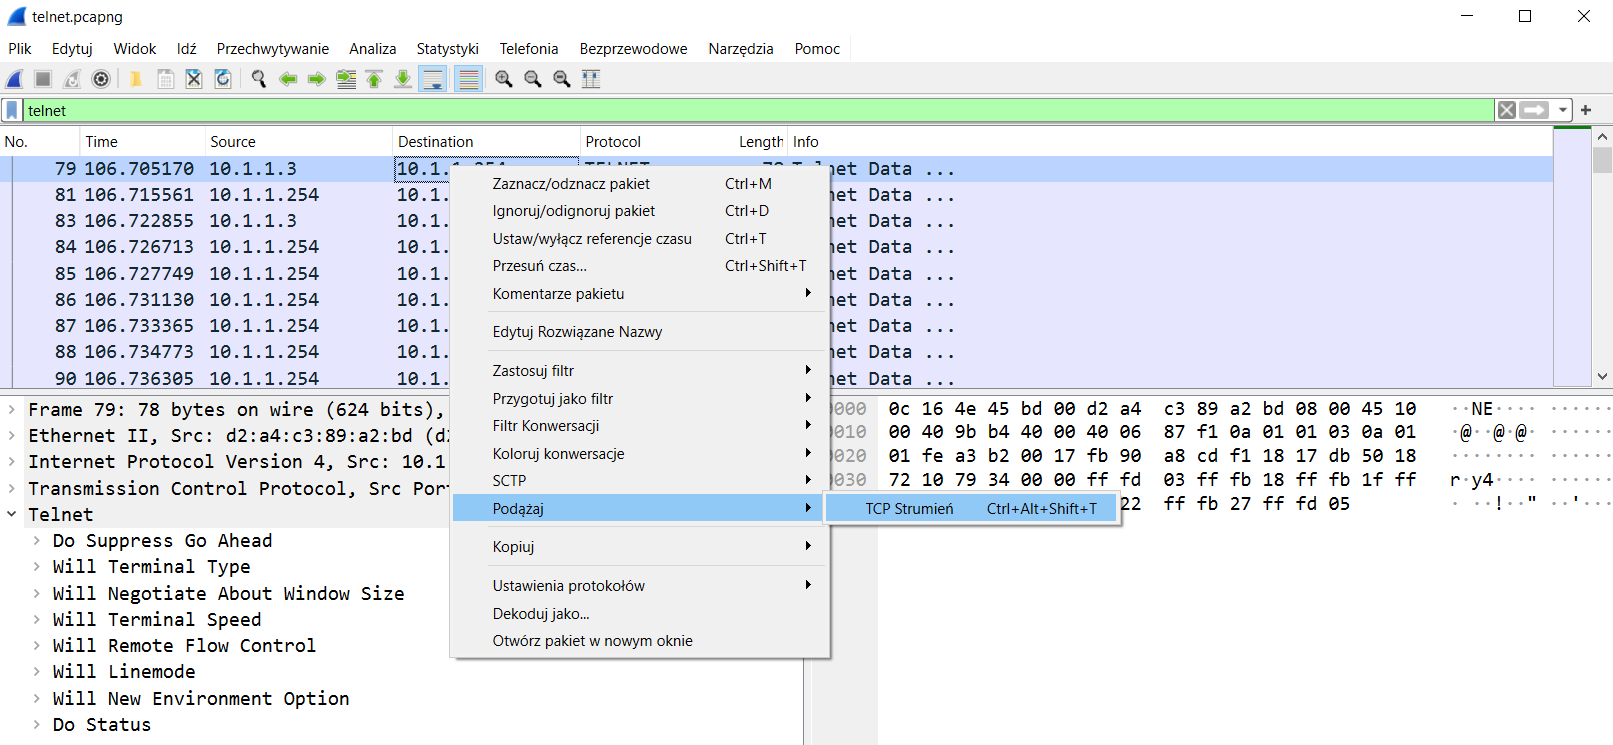 telnet.pcapng
Plik Edytuj Widok Idź Przechwytywanie Analiza Statystyki Telefonia Bezprzewodowe Narzędzia Pomoc
telnet
No. Time Source Destination Protocol Length Info
79 106.705170 10.1.1.3 10.1.1.254 TELNET 78 Telnet Data ...
81 106.715561 10.1.1.254 10.1. net Data ...
83 106.722855 10.1.1.3 10.1. net Data ...
84 106.726713 10.1.1.254 10.1. net Data ...
85 106.727749 10.1.1.254 10.1. net Data ...
86 106.731130 10.1.1.254 10.1. net Data ...
87 106.733365 10.1.1.254 10.1. net Data ...
88 106.734773 10.1.1.254 10.1. net Data ...
90 106.736305 10.1.1.254 10.1. net Data ...
Zaznacz/odznacz pakiet Ctrl+M
Ignoruj/odignoruj pakiet Ctrl+D
Ustaw/wyłącz referencje czasu Ctrl+T
Przesuń czas... Ctrl+Shift+T
Komentarze pakietu
Edytuj Rozwiązane Nazwy
Zastosuj filtr
Przygotuj jako filtr
Filtr Konwersacji
Koloruj konwersacje
SCTP
Podążaj
TCP Strumień Ctrl+Alt+Shift+T
Kopiuj
Ustawienia protokołów
Dekoduj jako...
Otwórz pakiet w nowym oknie
Frame 79: 78 bytes on wire (624 bits),
Ethernet II, Src: d2:a4:c3:89:a2:bd
Internet Protocol Version 4, Src: 10.1
Transmission Control Protocol, Src Por
Telnet
Do Suppress Go Ahead
Will Terminal Type
Will Negotiate About Window Size
Will Terminal Speed
Will Remote Flow Control
Will Linemode
Will New Environment Option
Do Status
0000 0c 16 4e 45 bd 00 d2 a4 c3 89 a2 bd 08 00 45 10 ··NE···· ······
0010 00 40 9b b4 40 00 40 06 87 f1 0a 01 01 03 0a 01 ·@··@·@· ······
0020 01 fe a3 b2 00 17 fb 90 a8 cd f1 18 17 db 50 18 ········ ······
0030 72 10 79 34 00 00 ff fd 03 ff fb 18 ff fb 1f ff r·y4···· ······
22 ff fb 27 ff fd 05 ···!··" ··'···